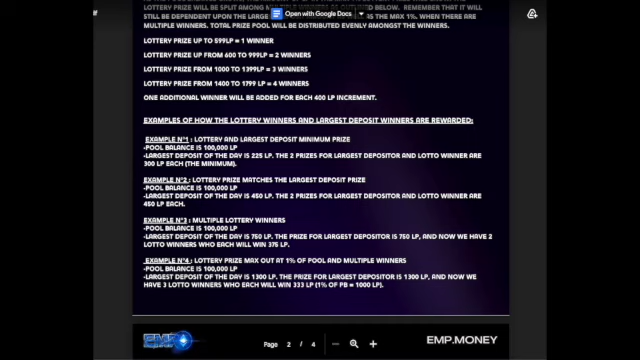 LOTTERY PRIZE WILL BE SPLIT AMONG
STILL BE DEPENDENT UPON THE LARGE Open with Google Docs AS THE MAX 1%. WHEN THERE ARE
MULTIPLE WINNERS. TOTAL PRIZE POOL WILL BE DISTRIBUTED EVENLY AMONGST THE WINNERS.
LOTTERY PRIZE UP TO 599LP = 1 WINNER
LOTTERY PRIZE UP FROM 600 TO 999LP = 2 WINNERS
LOTTERY PRIZE FROM 1000 TO 1399LP = 3 WINNERS
LOTTERY PRIZE FROM 1400 TO 1799 LP = 4 WINNERS
ONE ADDITIONAL WINNER WILL BE ADDED FOR EACH 400 LP INCREMENT.
EXAMPLES OF HOW THE LOTTERY WINNERS AND LARGEST DEPOSIT WINNERS ARE REWARDED:
EXAMPLE N°1 : LOTTERY AND LARGEST DEPOSIT MINIMUM PRIZE
-POOL BALANCE IS 100,000 LP
-LARGEST DEPOSIT OF THE DAY IS 225 LP. THE 2 PRIZES FOR LARGEST DEPOSITOR AND LOTTO WINNER ARE
300 LP EACH (THE MINIMUM).
EXAMPLE N°2 : LOTTERY PRIZE MATCHES THE LARGEST DEPOSIT PRIZE
-POOL BALANCE IS 100,000 LP
-LARGEST DEPOSIT OF THE DAY IS 450 LP. THE 2 PRIZES FOR LARGEST DEPOSITOR AND LOTTO WINNER ARE
450 LP EACH.
EXAMPLE N°3 : MULTIPLE LOTTERY WINNERS
-POOL BALANCE IS 100,000 LP
-LARGEST DEPOSIT OF THE DAY IS 750 LP. THE PRIZE FOR LARGEST DEPOSITOR IS 750 LP, AND NOW WE HAVE 2
LOTTO WINNERS WHO EACH WILL WIN 375 LP.
EXAMPLE N°4 : LOTTERY PRIZE MAX OUT AT 1% OF POOL AND MULTIPLE WINNERS
-POOL BALANCE IS 100,000 LP
-LARGEST DEPOSIT OF THE DAY IS 1300 LP. THE PRIZE FOR LARGEST DEPOSITOR IS 1300 LP, AND NOW WE
HAVE 3 LOTTO WINNERS WHO EACH WILL WIN 333 LP (1% OF PB = 1000 LP).
EMP Page 2 / 4 EMP.MONEY